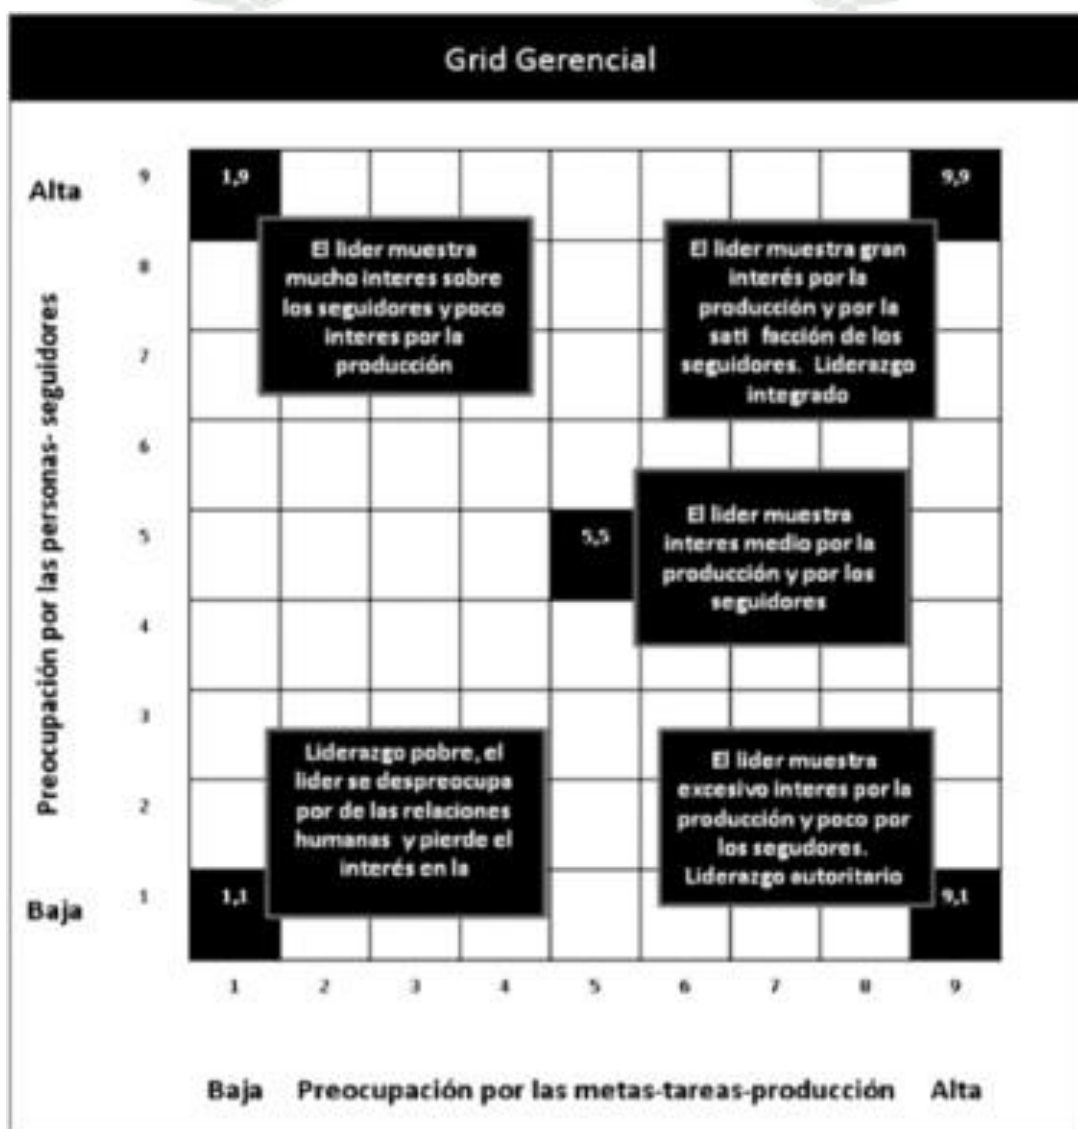 Grid Gerencial
Alta
Preocupación por las personas- seguidores
Baja
9
8
7
6
5
4
3
2
1
1,9
9,9
El lider muestra
mucho interes sobre
los seguidores y poco
interes por la
producción
El lider muestra gran
interés por la
producción y por la
sati facción de los
seguidores. Liderazgo
integrado
5,5
El lider muestra
interes medio por la
producción y por los
seguidores
Liderazgo pobre, el
lider se despreocupa
por de las relaciones
humanas y pierde el
interés en la
El lider muestra
excesivo interes por la
producción y poco por
los segudores.
Liderazgo autoritario
1,1
9,1
1 2 3 4 5 6 7 8 9
Baja Preocupación por las metas-tareas-producción Alta